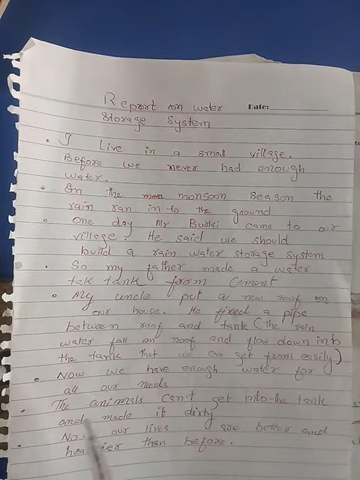 Report on water Date:
Storage System
• I live in a small village.
Before we never had enough
water.
• In the monsoon season the
rain ran in to the ground
• One day Mr Barki came to our
village. He said we should
build a rain water storage system
• So my father made a water
tank from cement
• My uncle put a new roof on
our house. He fixed a pipe
between roof and tank (the rain
water fall on roof and flow down into
the tank that we can get from easily)
• Now we have enough water for
all our needs
• The animals can't get into the tank
and made it dirty
• Now our lives are better and
healthier then before.